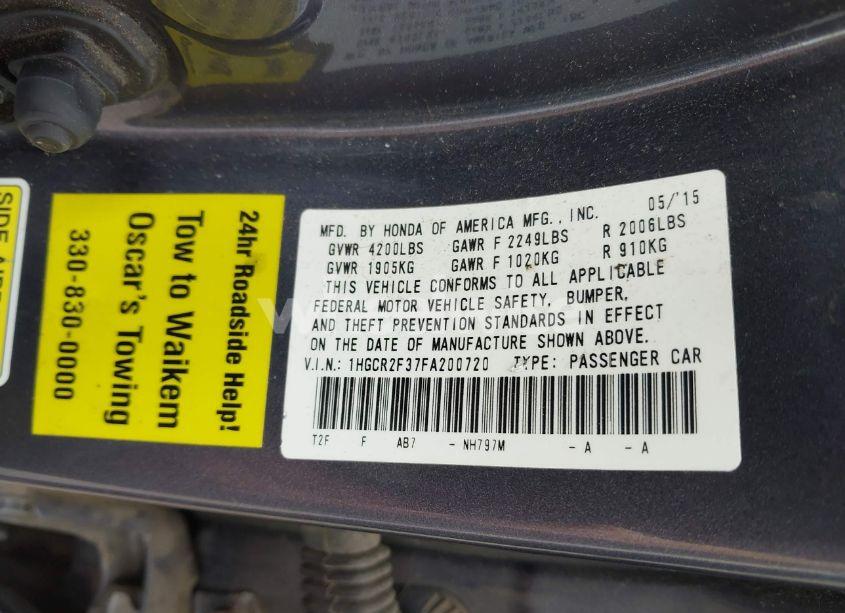 MFD. BY HONDA OF AMERICA MFG., INC. 05/'15
GVWR 4200LBS GAWR F 2249LBS R 2006LBS
GVWR 1905KG GAWR F 1020KG R 910KG
THIS VEHICLE CONFORMS TO ALL APPLICABLE
FEDERAL MOTOR VEHICLE SAFETY, BUMPER,
AND THEFT PREVENTION STANDARDS IN EFFECT
ON THE DATE OF MANUFACTURE SHOWN ABOVE.
V.I.N.: 1HGCR2F37FA200720 TYPE: PASSENGER CAR
T2F F AB7 - NH797M - A - A
24hr Roadside Help!
Tow to Waikem
Oscar's Towing
330-830-0000
SIDE